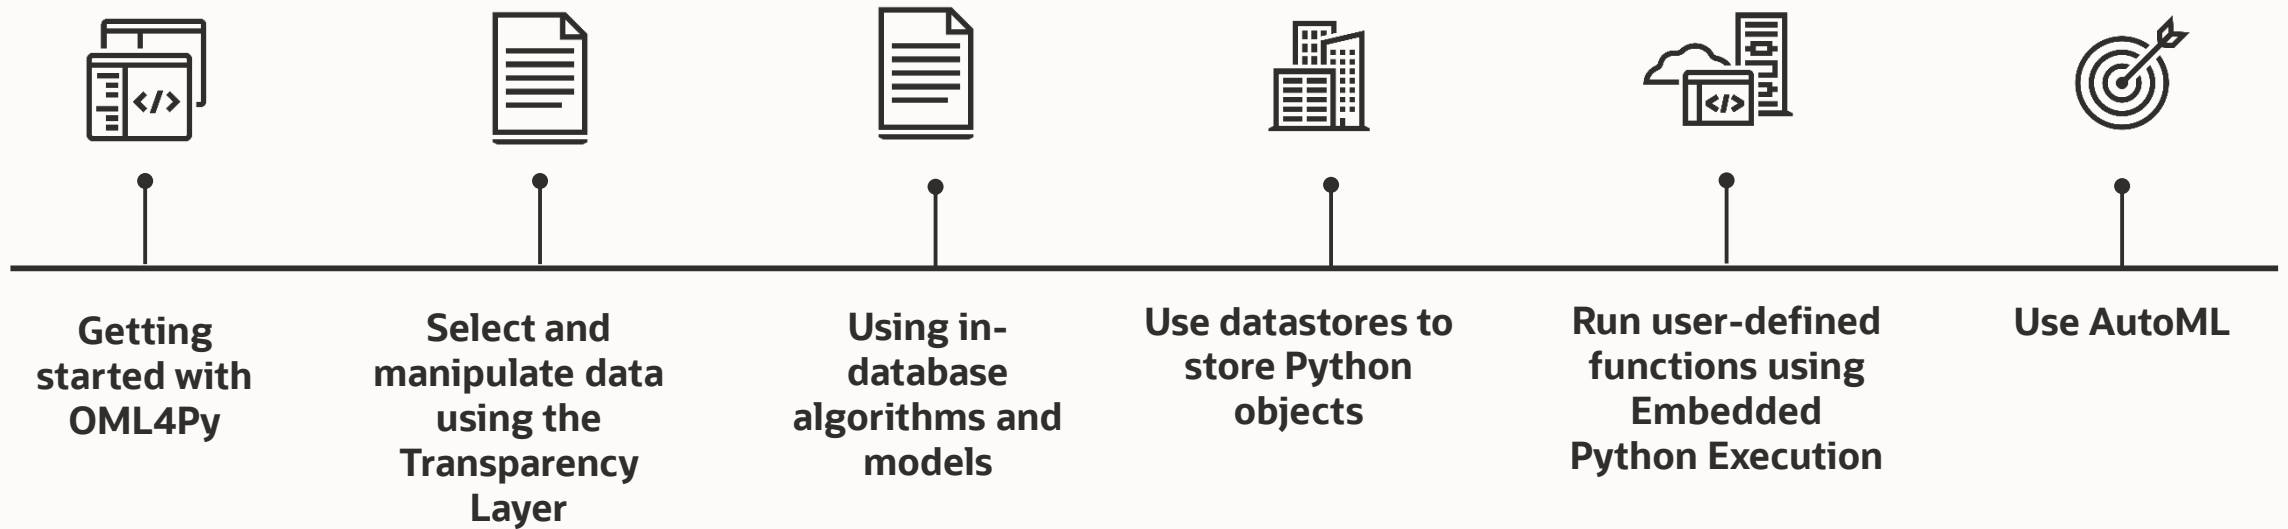 </>
</>
Getting
started with
OML4Py
Select and
manipulate data
using the
Transparency
Layer
Using in-
database
algorithms and
models
Use datastores to
store Python
objects
Run user-defined
functions using
Embedded
Python Execution
Use AutoML